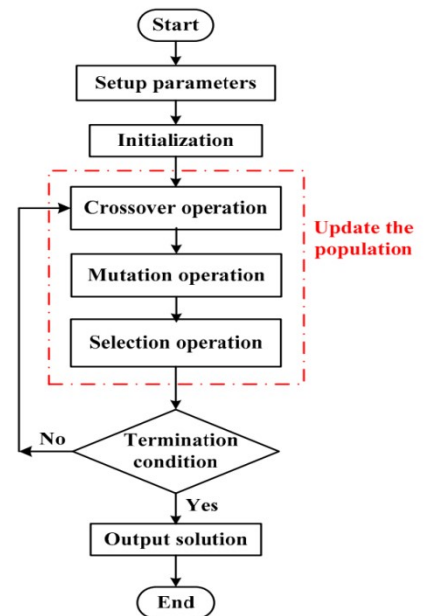 Start
Setup parameters
Initialization
Crossover operation
Update the
population
Mutation operation
Selection operation
Termination
condition
No
Yes
Output solution
End